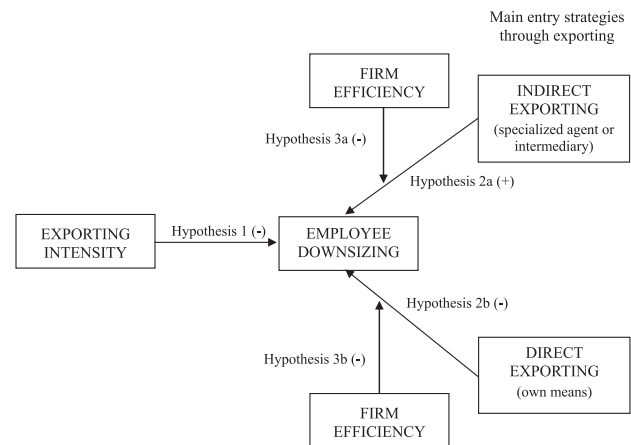 Main entry strategies
through exporting
FIRM
EFFICIENCY
INDIRECT
EXPORTING
(specialized agent or
intermediary)
Hypothesis 3a (-)
Hypothesis 2a (+)
EXPORTING
INTENSITY
Hypothesis 1 (-)
EMPLOYEE
DOWNSIZING
Hypothesis 2b (-)
Hypothesis 3b (-)
DIRECT
EXPORTING
(own means)
FIRM
EFFICIENCY